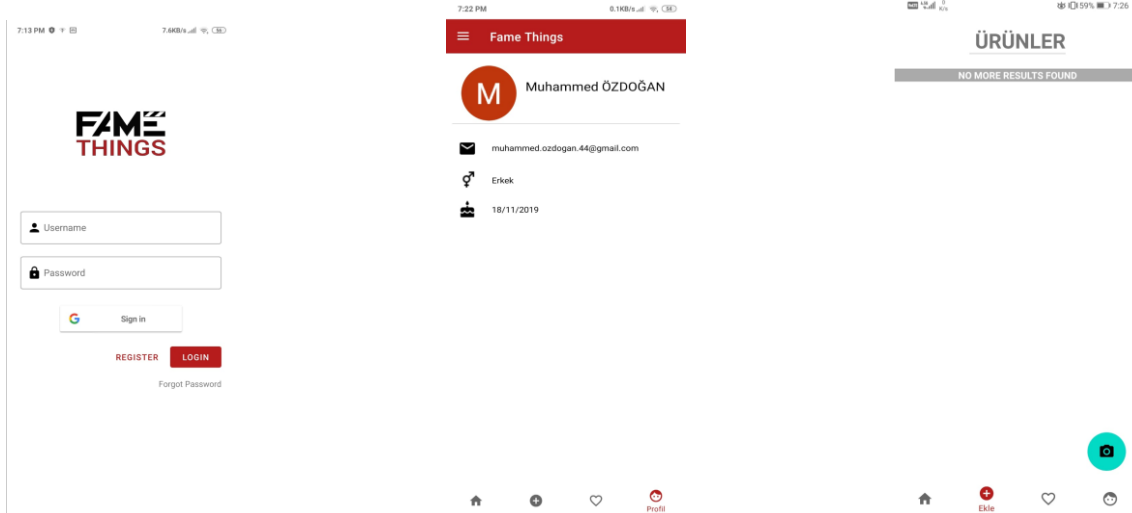 7:13 PM
7.6KB/s
FAME
THINGS
Username
Password
G
Sign in
REGISTER
LOGIN
Forgot Password
7:22 PM
0.1KB/s
Fame Things
M
Muhammed ÖZDOĞAN
muhammed.ozdogan.44@gmail.com
Erkek
18/11/2019
Profil
59% 7:26
ÜRÜNLER
NO MORE RESULTS FOUND
Ekle